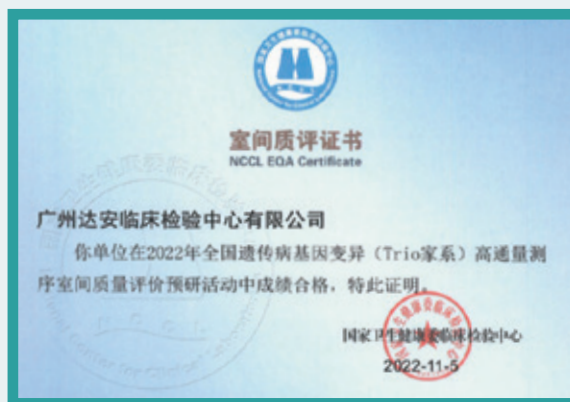 室间质评证书
NCCL EQA Certificate
广州达安临床检验中心有限公司
你单位在2022年全国遗传病基因变异（Trio家系）高通量测
序室间质量评价预研活动中成绩合格，特此证明。
国家卫生健康委临床检验中心
2022-11-5